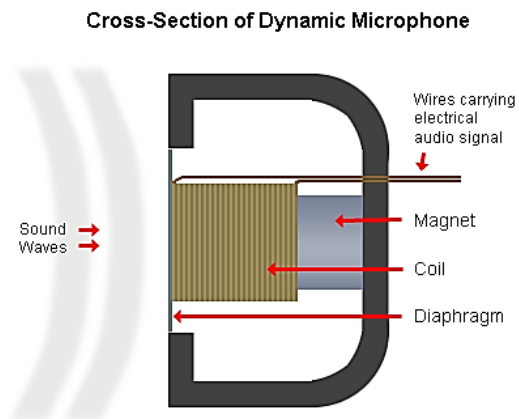 Cross-Section of Dynamic Microphone
Wires carrying
electrical
audio signal
Sound
Waves
Magnet
Coil
Diaphragm